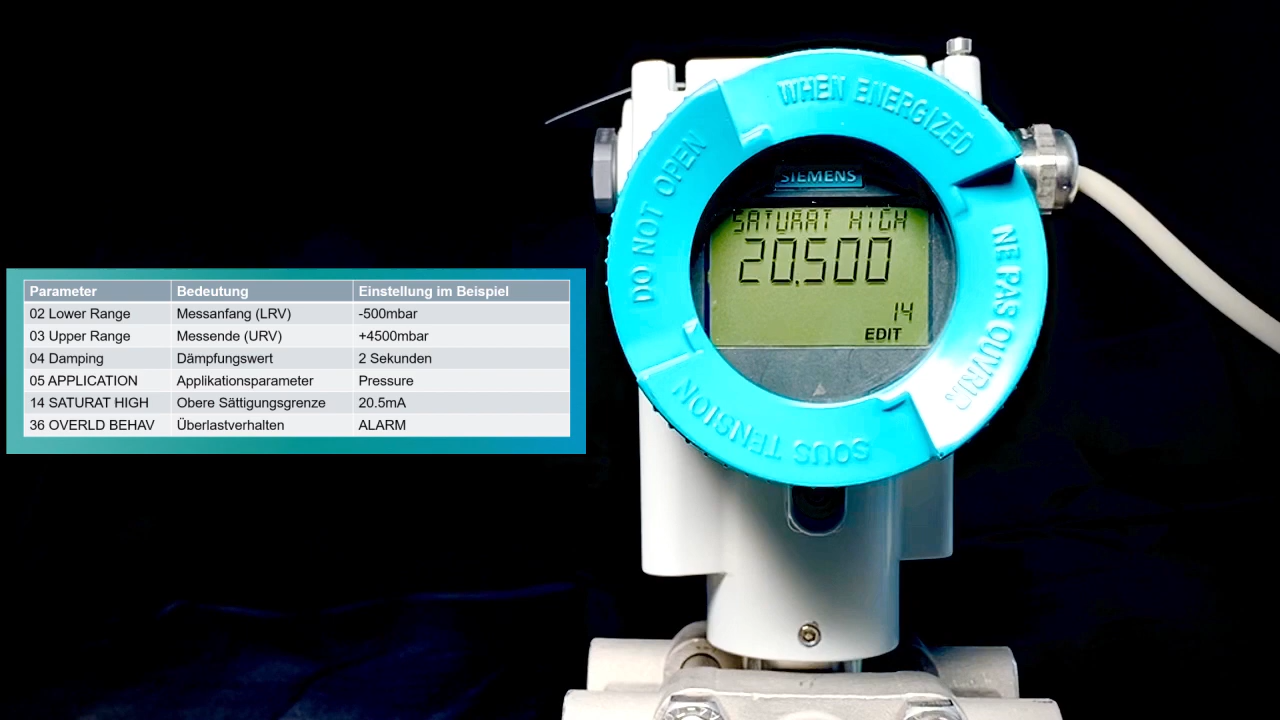 Parameter Bedeutung Einstellung im Beispiel
02 Lower Range Messanfang (LRV) -500mbar
03 Upper Range Messende (URV) +4500mbar
04 Damping Dämpfungswert 2 Sekunden
05 APPLICATION Applikationsparameter Pressure
14 SATURAT HIGH Obere Sättigungsgrenze 20.5mA
36 OVERLD BEHAV Überlastverhalten ALARM
DO NOT OPEN
WHEN ENERGIZED
NE PAS OUVRIR
SOUS TENSION
SIEMENS
SATURAT HIGH
20.500
14
EDIT